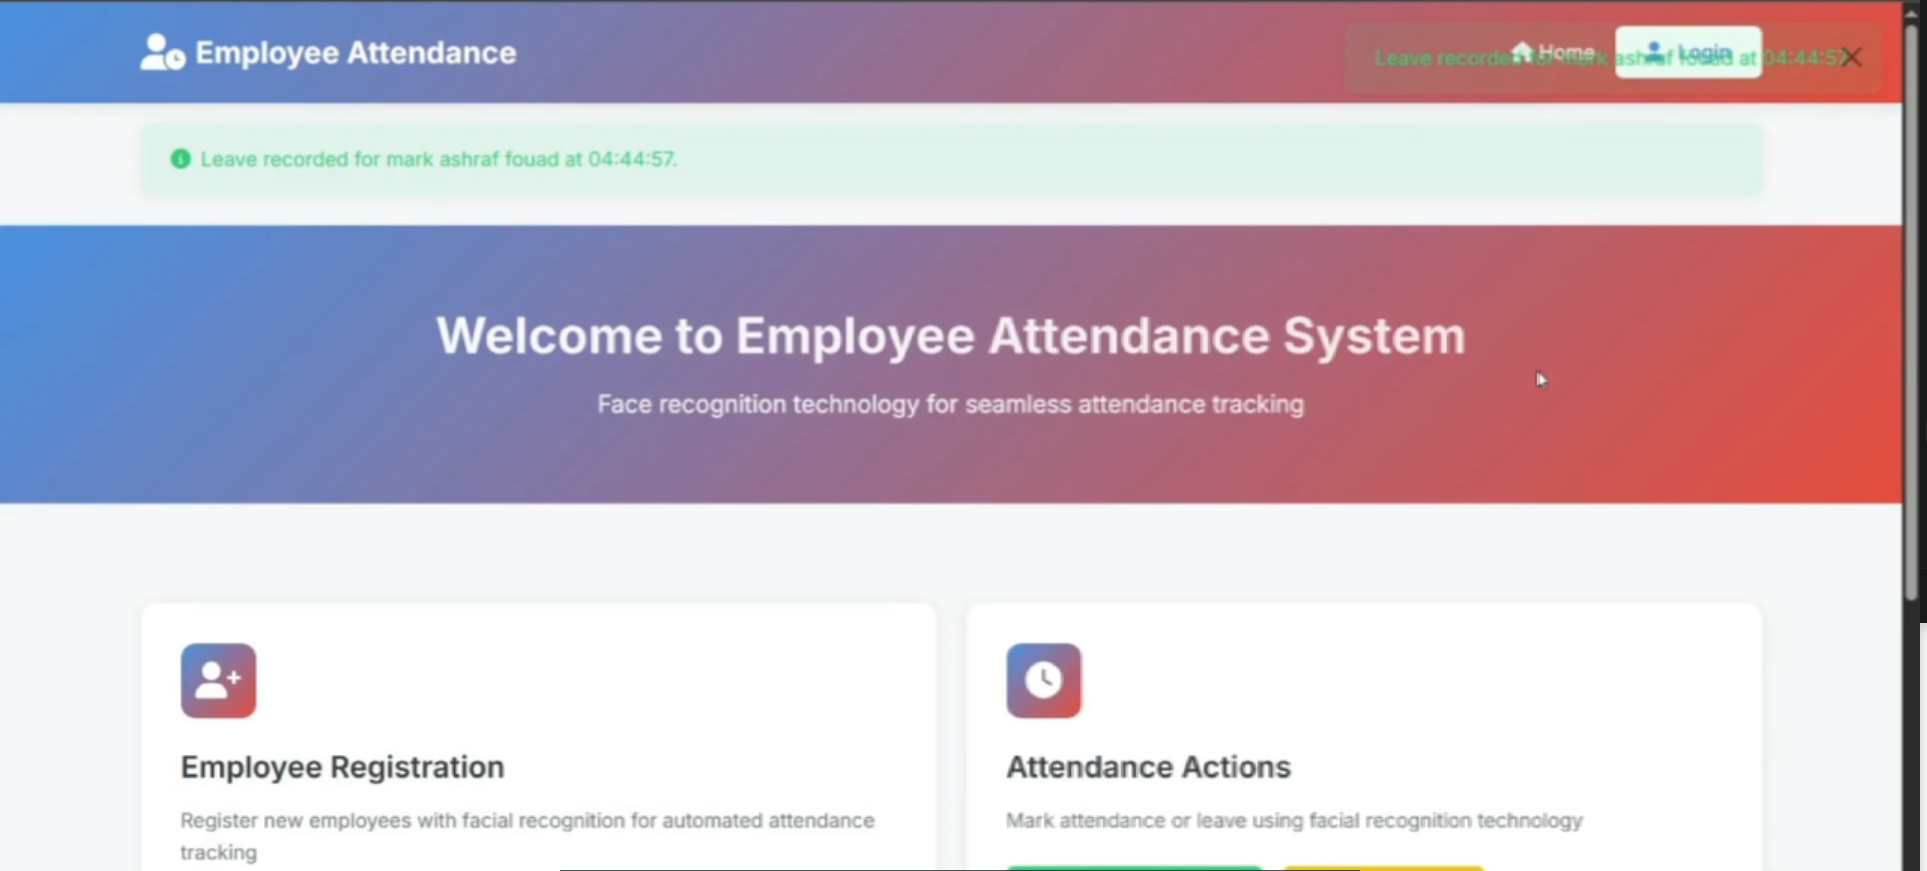 Employee Attendance
Home
Login
Leave recorded for mark ashraf fouad at 04:44:57.
Leave recorded for mark ashraf fouad at 04:44:57.
Welcome to Employee Attendance System
Face recognition technology for seamless attendance tracking
Employee Registration
Register new employees with facial recognition for automated attendance
tracking
Attendance Actions
Mark attendance or leave using facial recognition technology